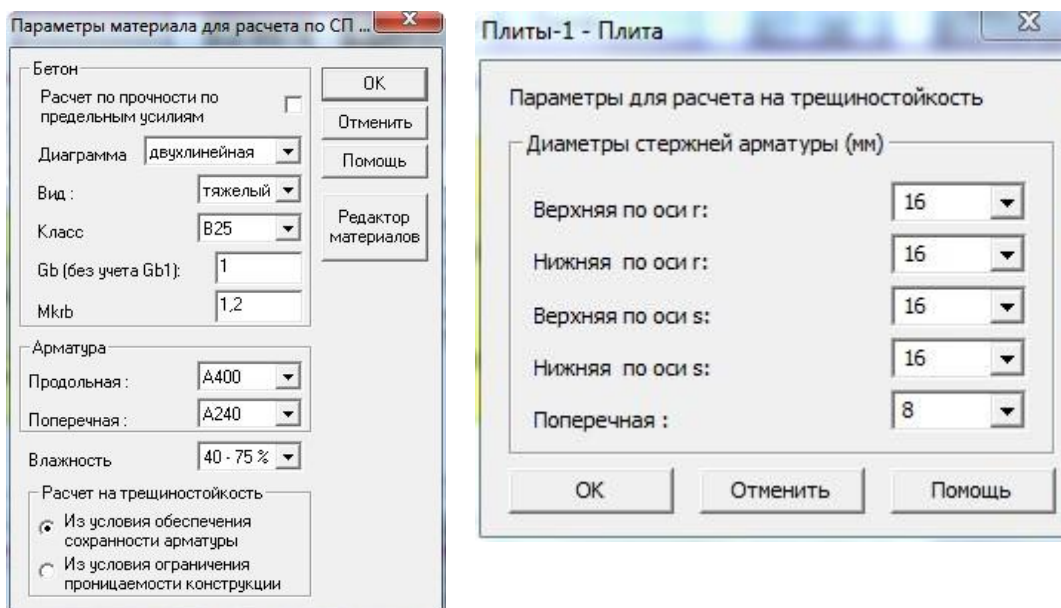 Параметры материала для расчета по СП ...
Бетон
Расчет по прочности по
предельным усилиям
Диаграмма двухлинейная
Вид : тяжелый
Класс B25
Gb (без учета Gb1): 1
Mkrb 1,2
Арматура
Продольная : A400
Поперечная : A240
Влажность 40 - 75 %
Расчет на трещиностойкость
Из условия обеспечения
сохранности арматуры
Из условия ограничения
проницаемости конструкции
OK
Отменить
Помощь
Редактор
материалов
Плиты-1 - Плита
Параметры для расчета на трещиностойкость
Диаметры стержней арматуры (мм)
Верхняя по оси r: 16
Нижняя по оси r: 16
Верхняя по оси s: 16
Нижняя по оси s: 16
Поперечная : 8
OK Отменить Помощь